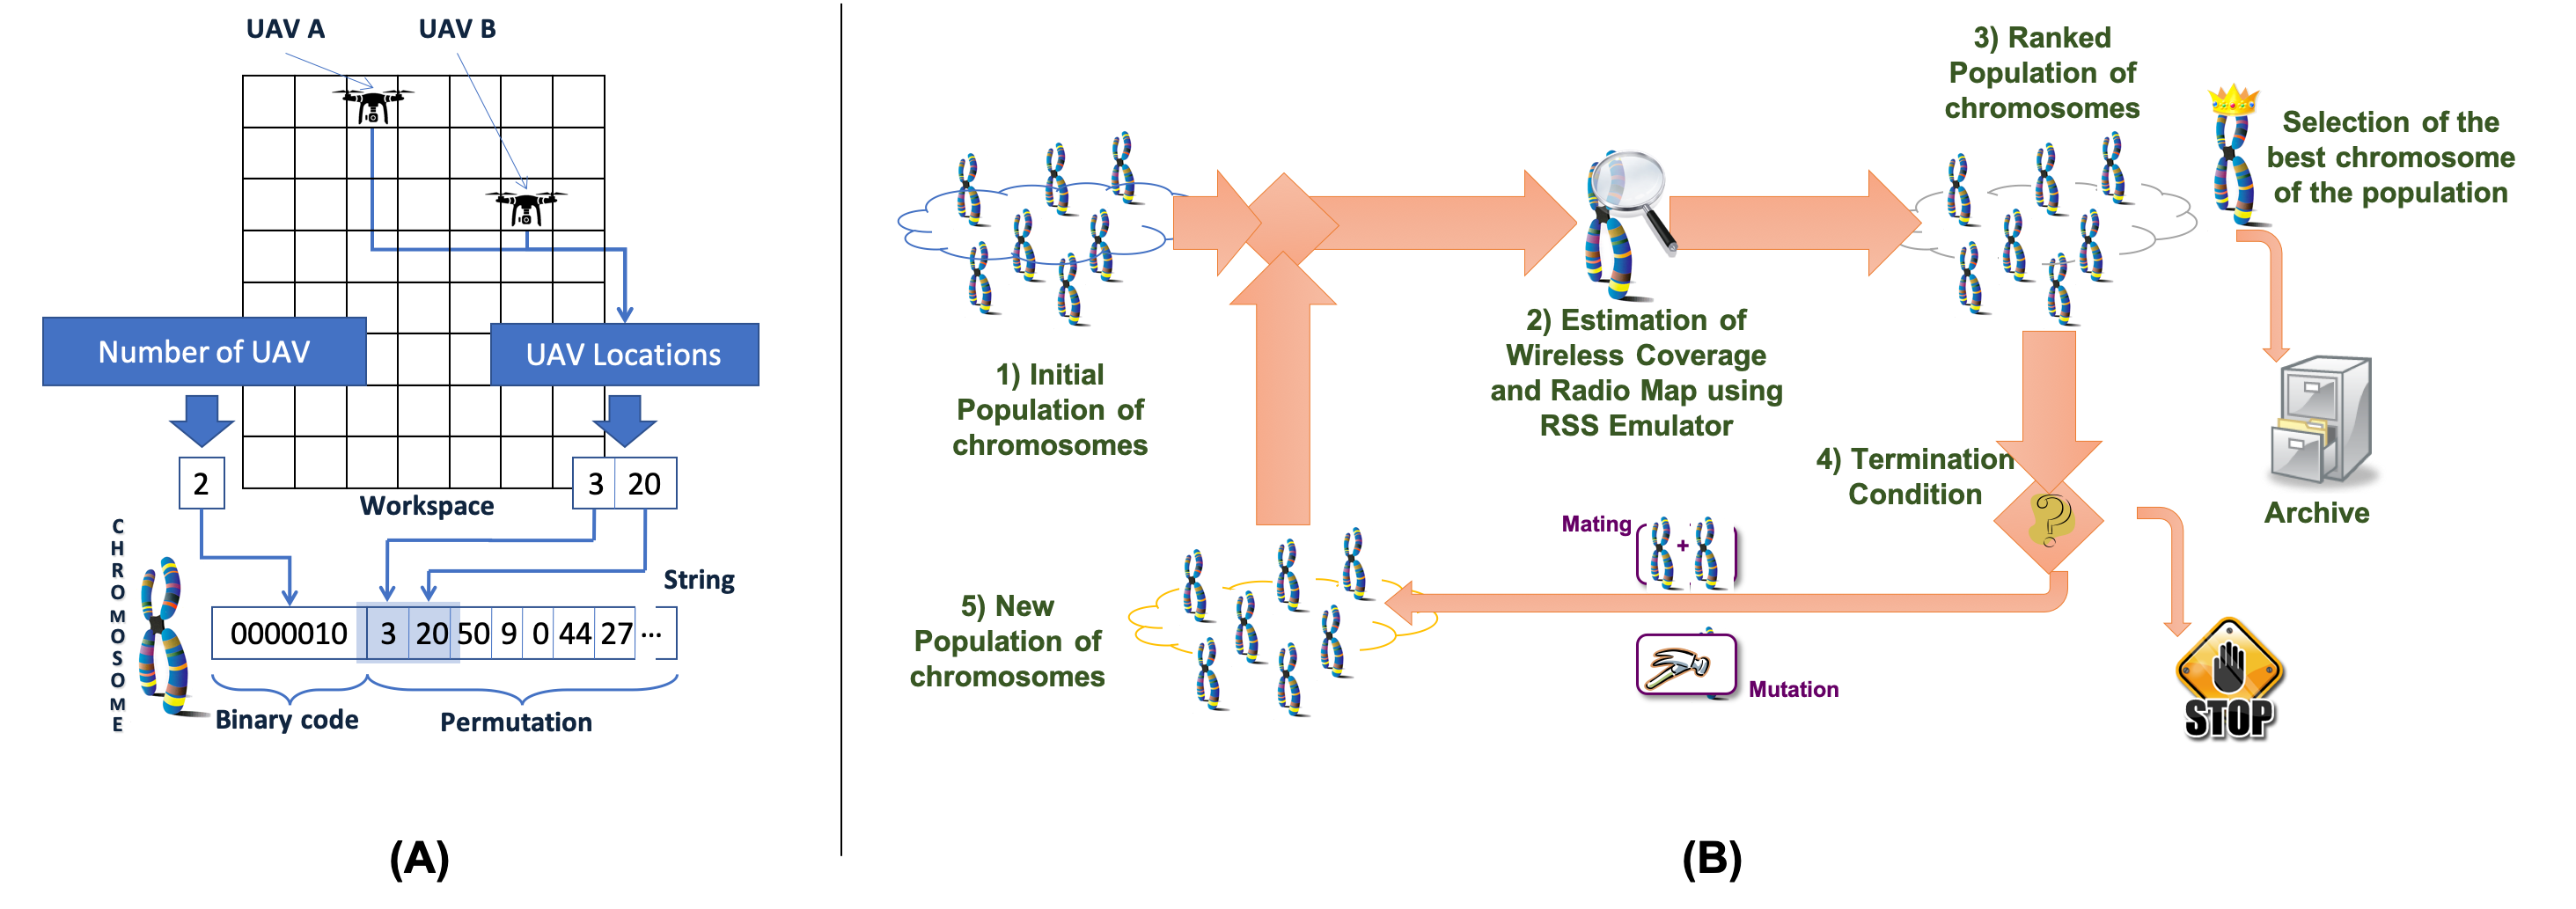 UAV A
UAV B
Number of UAV
UAV Locations
2
3 20
Workspace
CHROMOSOME
String
0000010 3 20 50 9 0 44 27 ...
Binary code
Permutation
(A)
1) Initial
Population of
chromosomes
2) Estimation of
Wireless Coverage
and Radio Map using
RSS Emulator
3) Ranked
Population of
chromosomes
Selection of the
best chromosome
of the population
Archive
4) Termination
Condition
?
STOP
Mating
+
Mutation
5) New
Population of
chromosomes
(B)